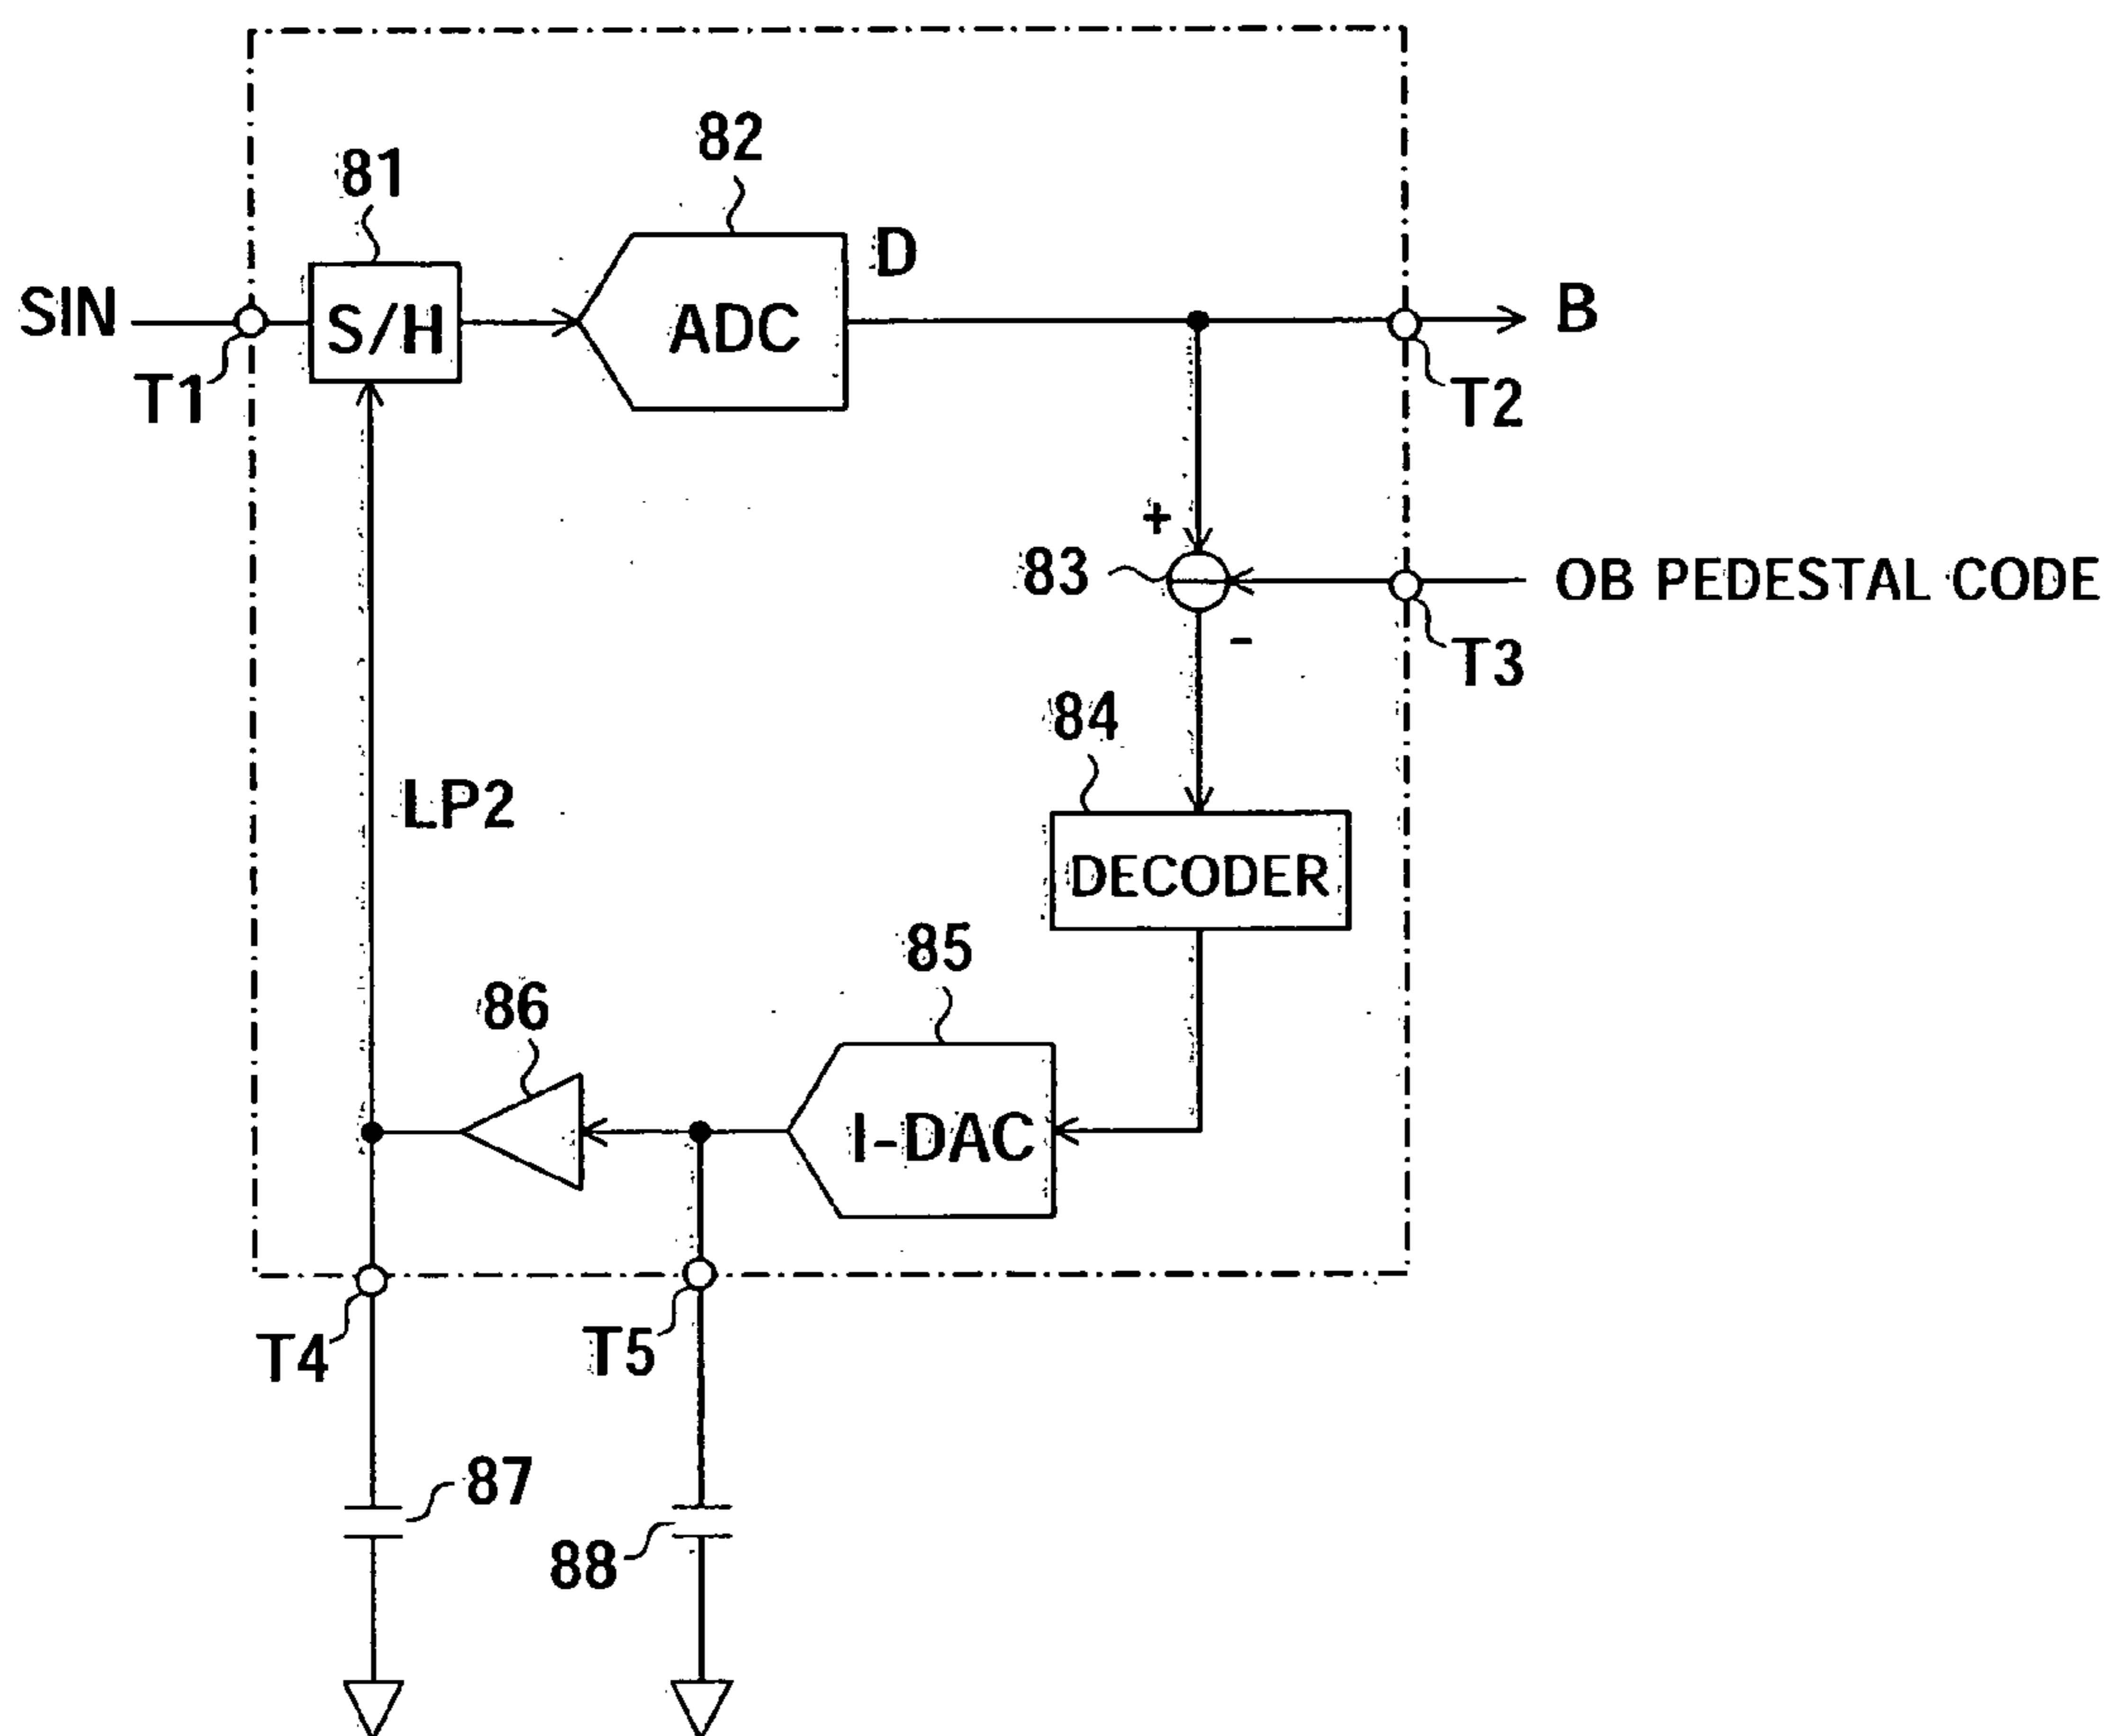 82
81
D
SIN
S/H
ADC
B
T1
T2
+
83
OB PEDESTAL CODE
-
T3
84
LP2
DECODER
85
86
I-DAC
T4
T5
87
88